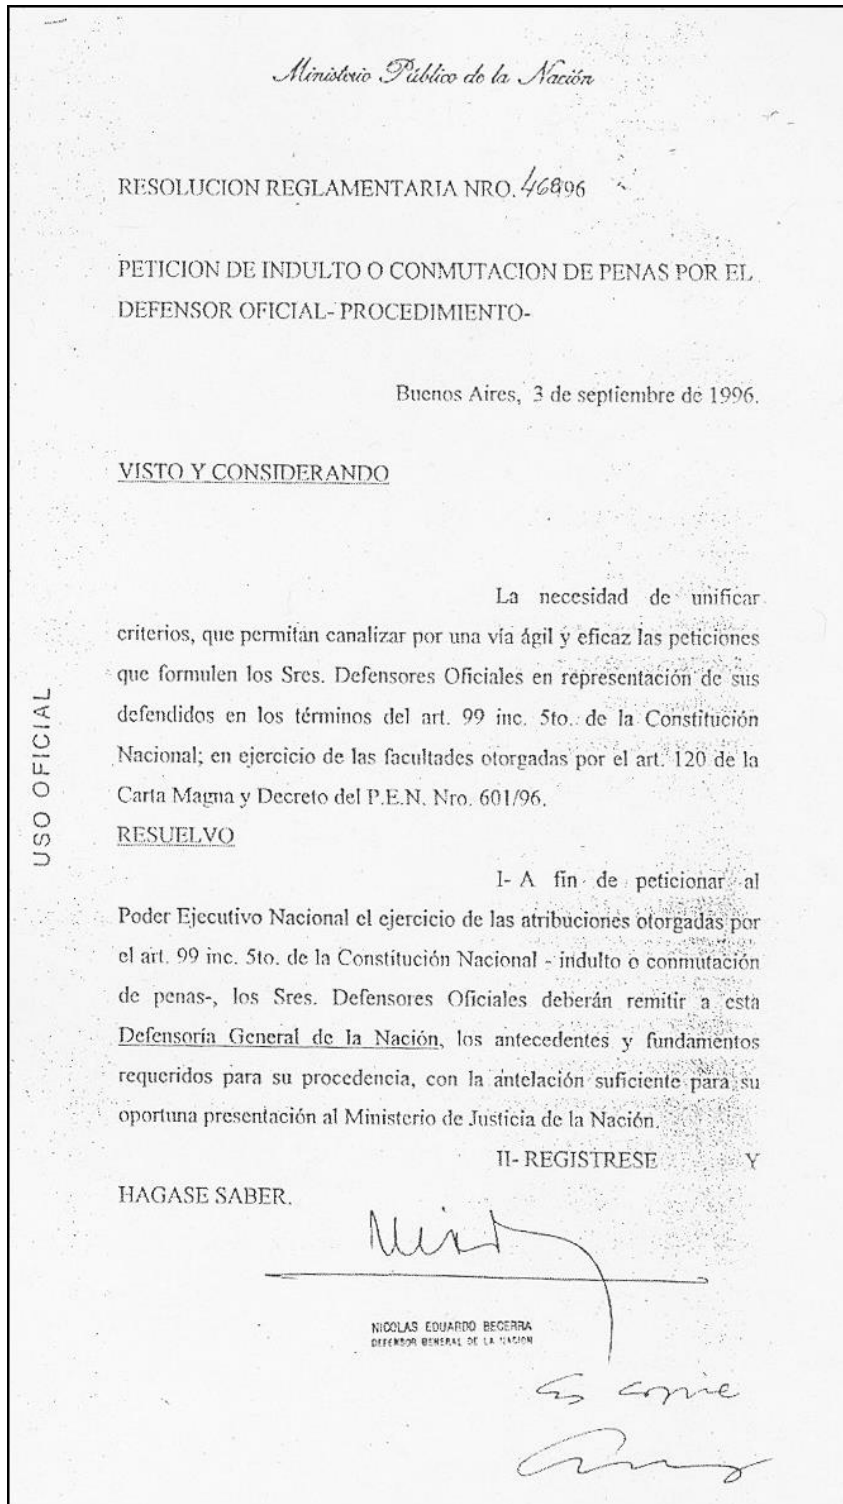 Ministerio Público de la Nación
RESOLUCION REGLAMENTARIA NRO. 96
PETICION DE INDULTO O CONMUTACION DE PENAS POR EL
DEFENSOR OFICIAL- PROCEDIMIENTO-
Buenos Aires, 3 de septiembre de 1996.
VISTO Y CONSIDERANDO
La necesidad de unificar
criterios, que permitan canalizar por una vía ágil y eficaz las peticiones
que formulen los Sres. Defensores Oficiales en representación de sus
defendidos en los términos del art. 99 inc. 5to. de la Constitución
Nacional; en ejercicio de las facultades otorgadas por el art. 120 de la
Carta Magna y Decreto del P.E.N. Nro. 601/96.
RESUELVO
I- A fin de peticionar al
Poder Ejecutivo Nacional el ejercicio de las atribuciones otorgadas por
el art. 99 inc. 5to. de la Constitución Nacional - indulto o conmutación
de penas-, los Sres. Defensores Oficiales deberán remitir a esta
Defensoría General de la Nación, los antecedentes y fundamentos
requeridos para su procedencia, con la antelación suficiente para su
oportuna presentación al Ministerio de Justicia de la Nación.
II- REGISTRESE Y
HAGASE SABER.
NICOLAS EDUARDO BECERRA
DEFENSOR GENERAL DE LA NACION
Es copia
USO OFICIAL